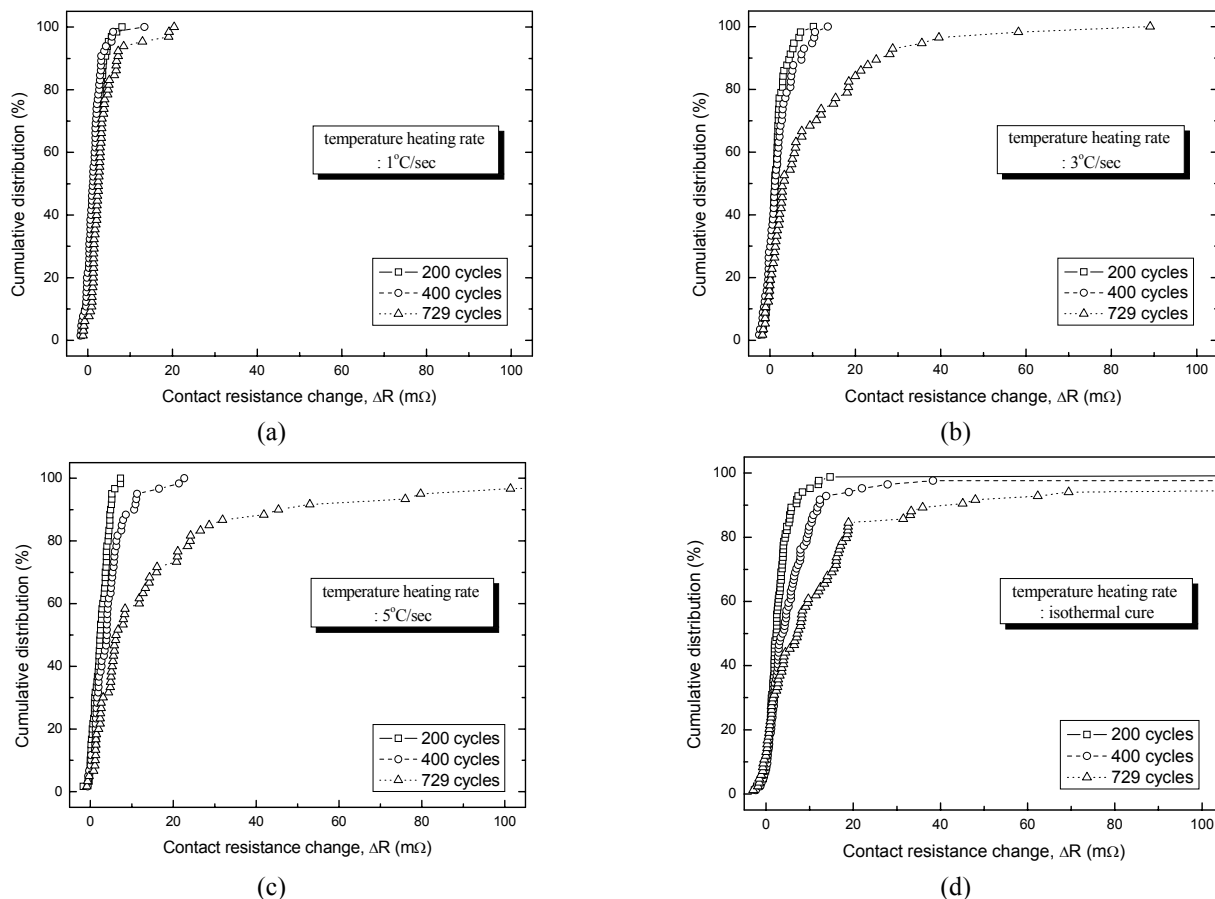 100
80
60
40
20
0
Cumulative distribution (%)
temperature heating rate
: 1°C/sec
200 cycles
400 cycles
729 cycles
0 20 40 60 80 100
Contact resistance change, ΔR (mΩ)
(a)
100
80
60
40
20
0
Cumulative distribution (%)
temperature heating rate
: 3°C/sec
200 cycles
400 cycles
729 cycles
0 20 40 60 80 100
Contact resistance change, ΔR (mΩ)
(b)
100
80
60
40
20
0
Cumulative distribution (%)
temperature heating rate
: 5°C/sec
200 cycles
400 cycles
729 cycles
0 20 40 60 80 100
Contact resistance change, ΔR (mΩ)
(c)
100
80
60
40
20
0
Cumulative distribution (%)
temperature heating rate
: isothermal cure
200 cycles
400 cycles
729 cycles
0 20 40 60 80 100
Contact resistance change, ΔR (mΩ)
(d)